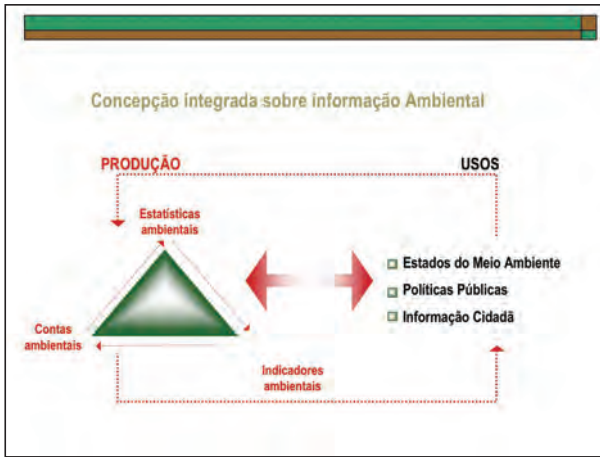 Concepção integrada sobre informação Ambiental
PRODUÇÃO
USOS
Estatísticas
ambientais
Contas
ambientais
Indicadores
ambientais
Estados do Meio Ambiente
Políticas Públicas
Informação Cidadã